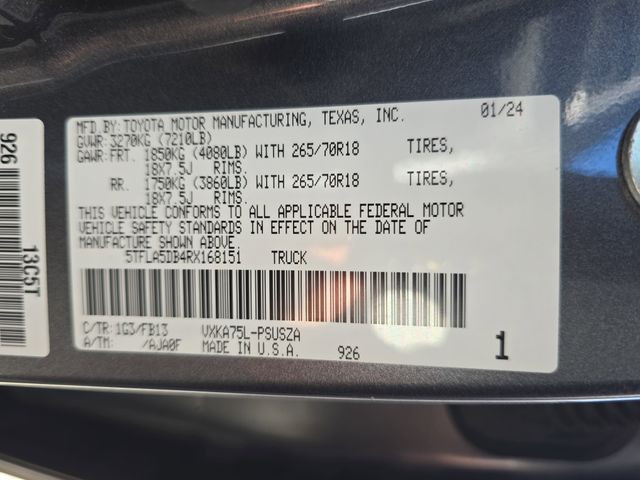 MFD.BY:TOYOTA MOTOR MANUFACTURING, TEXAS, INC. 01/24
GVWR:3270KG (7210LB)
GAWR:FRT. 1850KG (4080LB) WITH 265/70R18 TIRES,
18X7.5J RIMS.
RR. 1750KG (3860LB) WITH 265/70R18 TIRES,
18X7.5J RIMS.
THIS VEHICLE CONFORMS TO ALL APPLICABLE FEDERAL MOTOR
VEHICLE SAFETY STANDARDS IN EFFECT ON THE DATE OF
MANUFACTURE SHOWN ABOVE.
5TFLA5DB4RX168151 TRUCK
C/TR:1G3/FB13 VXKA75L-PSUSZA
A/TM: /AJA0F MADE IN U.S.A. 926 1
926
13C5T